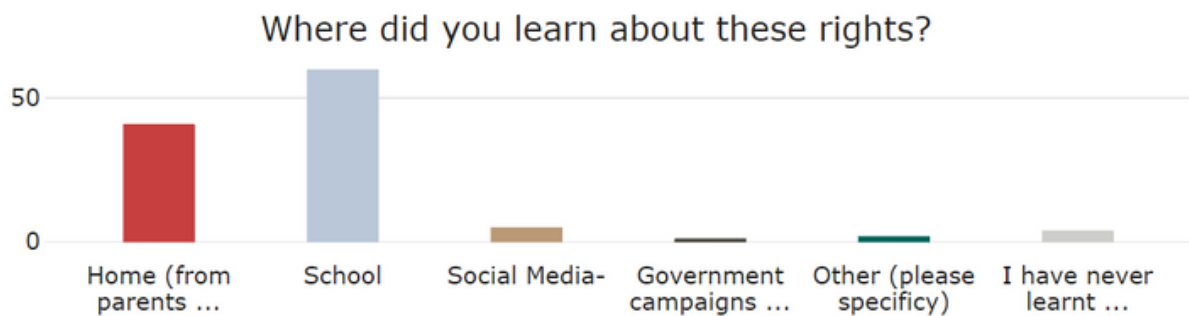 Where did you learn about these rights?
50
0
Home (from
parents ...
School
Social Media-
Government
campaigns ...
Other (please
specificy)
I have never
learnt ...